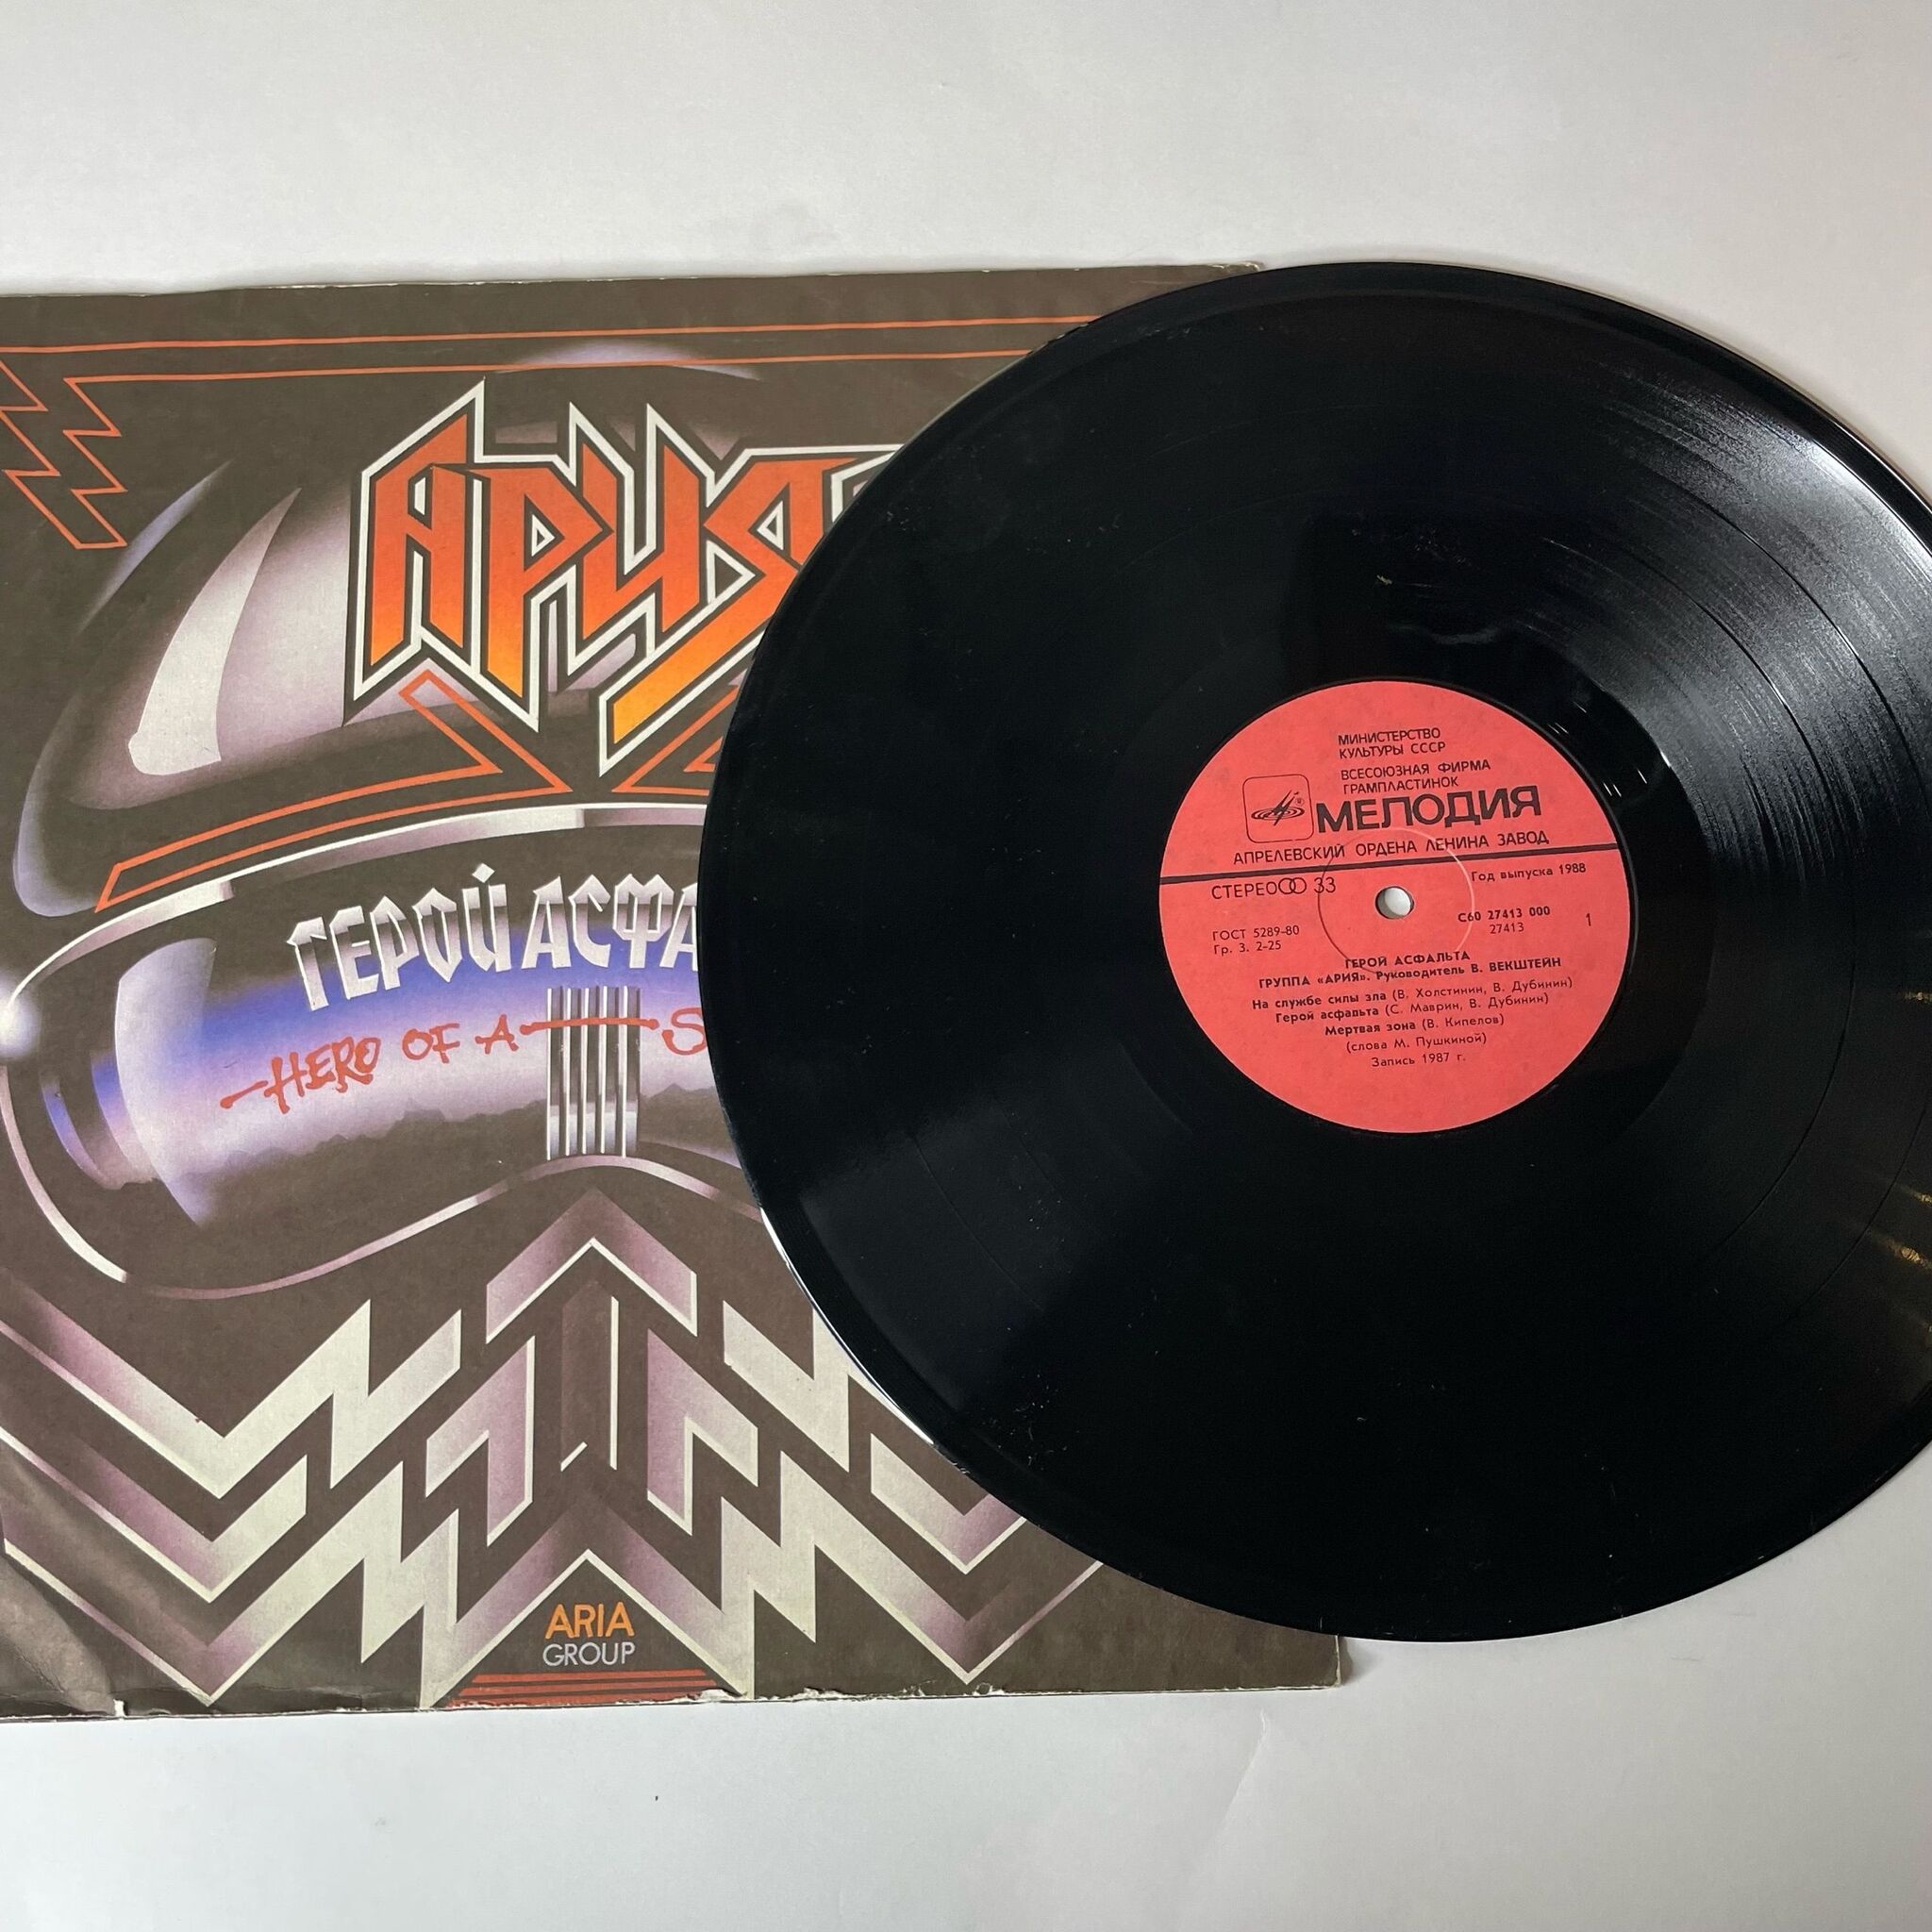 АРИЯ
ГЕРОЙ АСФА
HERO OF A S
ARIA
GROUP
МИНИСТЕРСТВО
КУЛЬТУРЫ СССР
ВСЕСОЮЗНАЯ ФИРМА
ГРАМПЛАСТИНОК
МЕЛОДИЯ
АПРЕЛЕВСКИЙ ОРДЕНА ЛЕНИНА ЗАВОД
СТЕРЕО 33
Год выпуска 1988
ГОСТ 5289-80
Гр. 3. 2-25
С60 27413 000
27413
1
ГЕРОЙ АСФАЛЬТА
ГРУППА «АРИЯ». Руководитель В. ВЕКШТЕЙН
На службе силы зла (В. Холстинин, В. Дубинин)
Герой асфальта (С. Маврин, В. Дубинин)
Мертвая зона (В. Кипелов)
(слова М. Пушкиной)
Запись 1987 г.